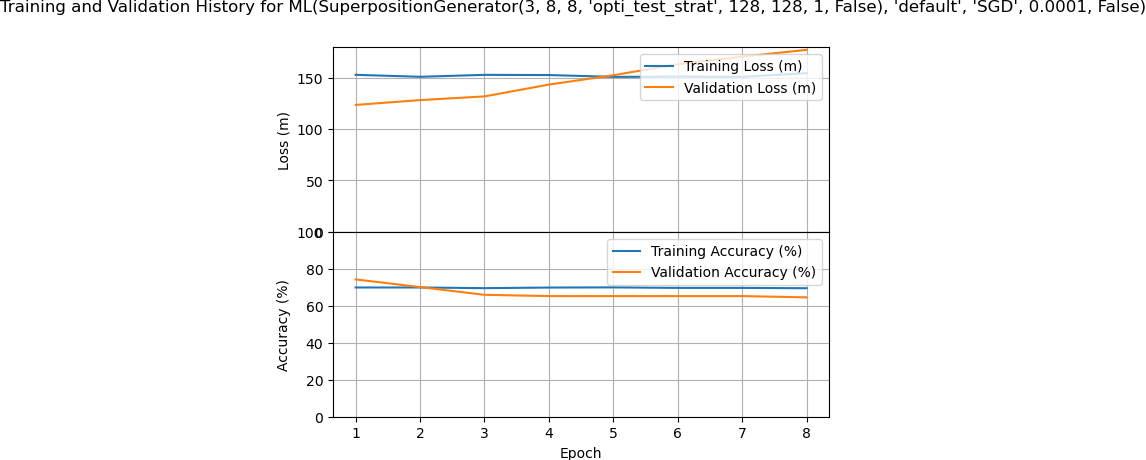 Training and Validation History for ML(SuperpositionGenerator(3, 8, 8, 'opti_test_strat', 128, 128, 1, False), 'default', 'SGD', 0.0001, False)
150
100
50
0
Loss (m)
Training Loss (m)
Validation Loss (m)
100
80
60
40
20
0
Accuracy (%)
Training Accuracy (%)
Validation Accuracy (%)
1 2 3 4 5 6 7 8
Epoch